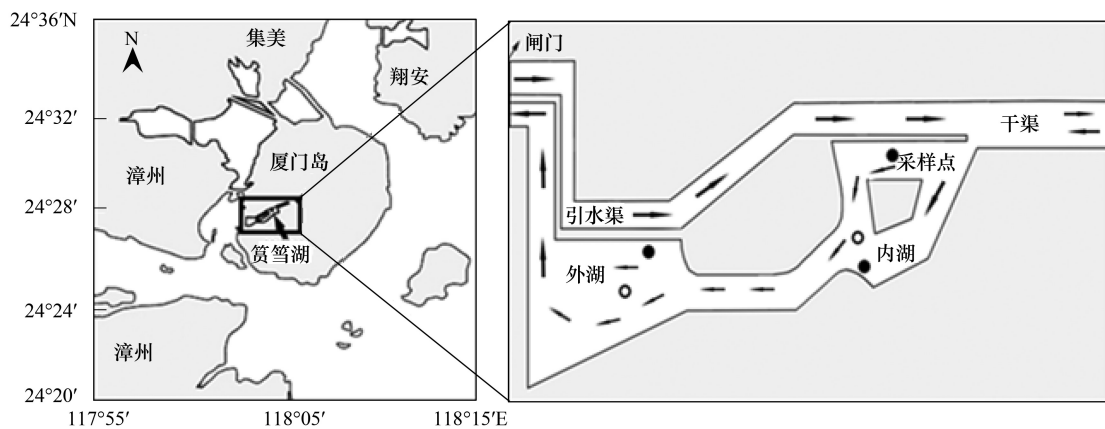 24°36′N
24°32′
24°28′
24°24′
24°20′
117°55′
118°05′
118°15′E
N
集美
翔安
厦门岛
漳州
筼筜湖
漳州
闸门
干渠
采样点
引水渠
内湖
外湖